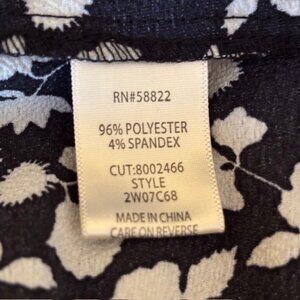 RN#58822
96% POLYESTER
4% SPANDEX
CUT:8002466
STYLE
2W07C68
MADE IN CHINA
CARE ON REVERSE